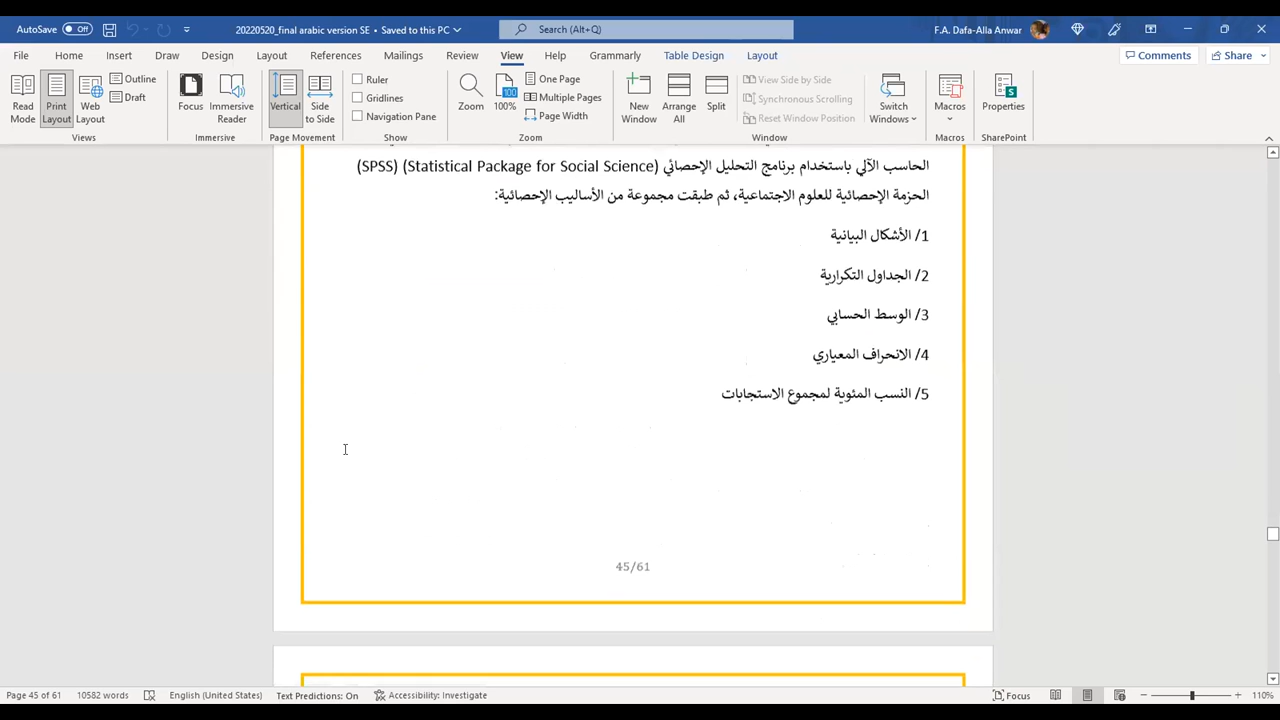 AutoSave Off 20220520_final arabic version SE • Saved to this PC Search (Alt+Q) F.A. Dafa-Alla Anwar
File Home Insert Draw Design Layout References Mailings Review View Help Grammarly Table Design Layout Comments Share
Read Mode Print Layout Web Layout Outline Draft Focus Immersive Reader Vertical Side to Side Ruler Gridlines Navigation Pane Zoom 100% One Page Multiple Pages Page Width New Window Arrange All Split View Side by Side Synchronous Scrolling Reset Window Position Switch Windows Macros Properties
Views Immersive Page Movement Show Zoom Window Macros SharePoint
الحاسب الآلي باستخدام برنامج التحليل الإحصائي (SPSS) (Statistical Package for Social Science)
الحزمة الإحصائية للعلوم الاجتماعية، ثم طبقت مجموعة من الأساليب الإحصائية:
1/ الأشكال البيانية
2/ الجداول التكرارية
3/ الوسط الحسابي
4/ الانحراف المعياري
5/ النسب المئوية لمجموع الاستجابات
45/61
Page 45 of 61 10582 words English (United States) Text Predictions: On Accessibility: Investigate Focus 110%